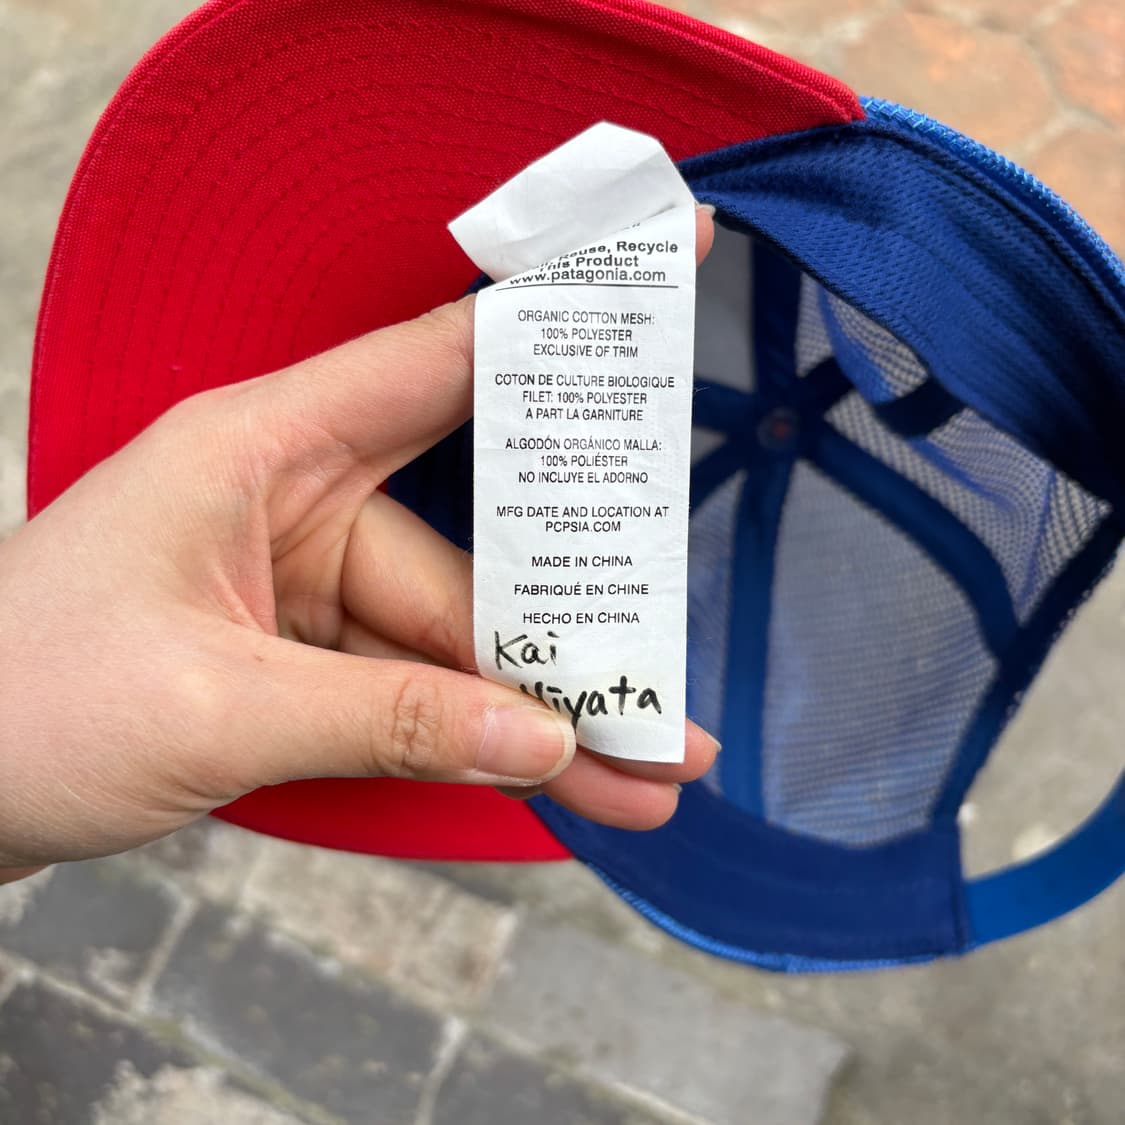 Reuse, Recycle
This Product
www.patagonia.com
ORGANIC COTTON MESH:
100% POLYESTER
EXCLUSIVE OF TRIM
COTON DE CULTURE BIOLOGIQUE
FILET: 100% POLYESTER
A PART LA GARNITURE
ALGODÓN ORGÁNICO MALLA:
100% POLIÉSTER
NO INCLUYE EL ADORNO
MFG DATE AND LOCATION AT
PCPSIA.COM
MADE IN CHINA
FABRIQUÉ EN CHINE
HECHO EN CHINA
Kai